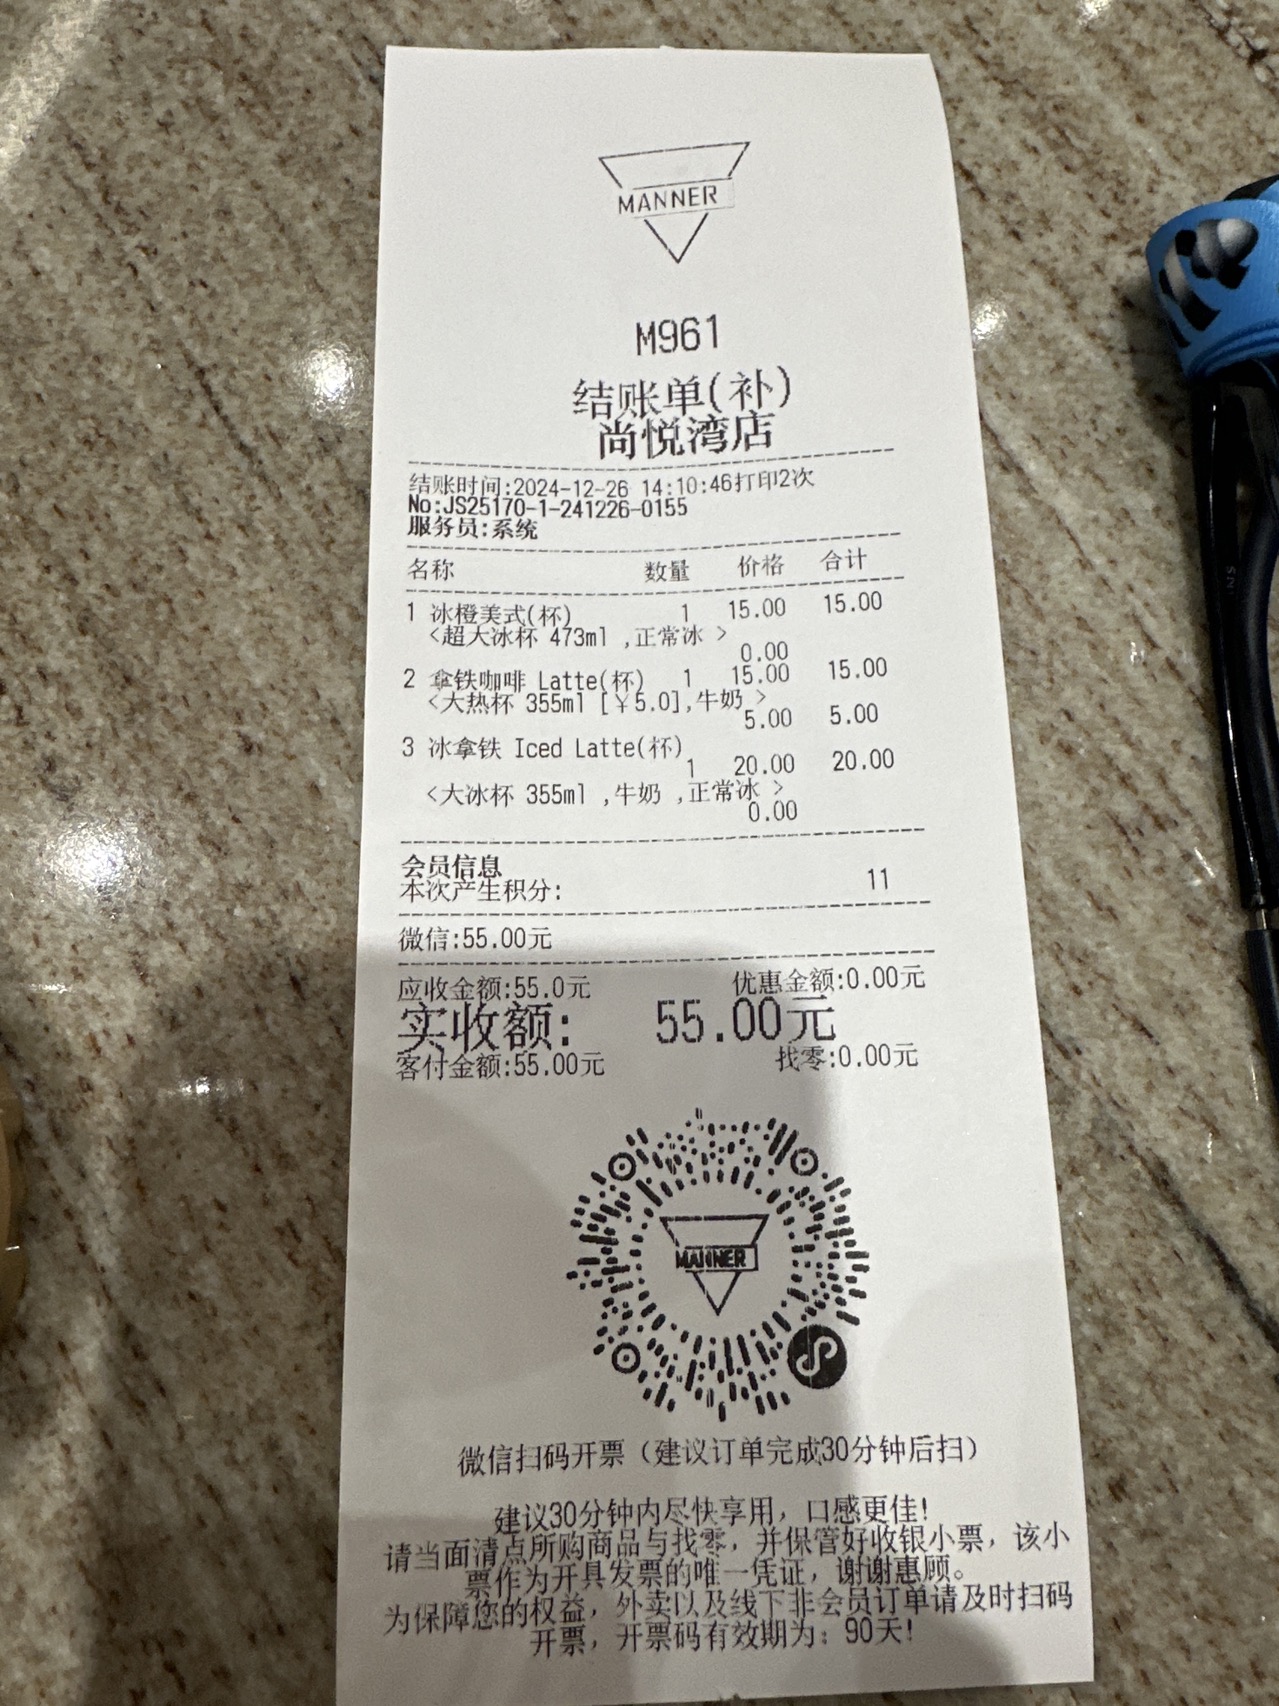 MANNER
M961
结账单(补)
尚悦湾店
结账时间:2024-12-26 14:10:46打印2次
No:JS25170-1-241226-0155
服务员:系统
名称 数量 价格 合计
1 冰橙美式(杯) 1 15.00 15.00
<超大冰杯 473ml ,正常冰 >
0.00
2 拿铁咖啡 Latte(杯) 1 15.00 15.00
<大热杯 355ml [￥5.0],牛奶 >
5.00 5.00
3 冰拿铁 Iced Latte(杯)
1 20.00 20.00
<大冰杯 355ml ,牛奶 ,正常冰 >
0.00
会员信息
本次产生积分: 11
微信:55.00元
应收金额:55.0元 优惠金额:0.00元
实收额: 55.00元
客付金额:55.00元 找零:0.00元
MANNER
微信扫码开票（建议订单完成30分钟后扫）
建议30分钟内尽快享用，口感更佳!
请当面清点所购商品与找零，并保管好收银小票，该小
票作为开具发票的唯一凭证，谢谢惠顾。
为保障您的权益，外卖以及线下非会员订单请及时扫码
开票，开票码有效期为：90天!